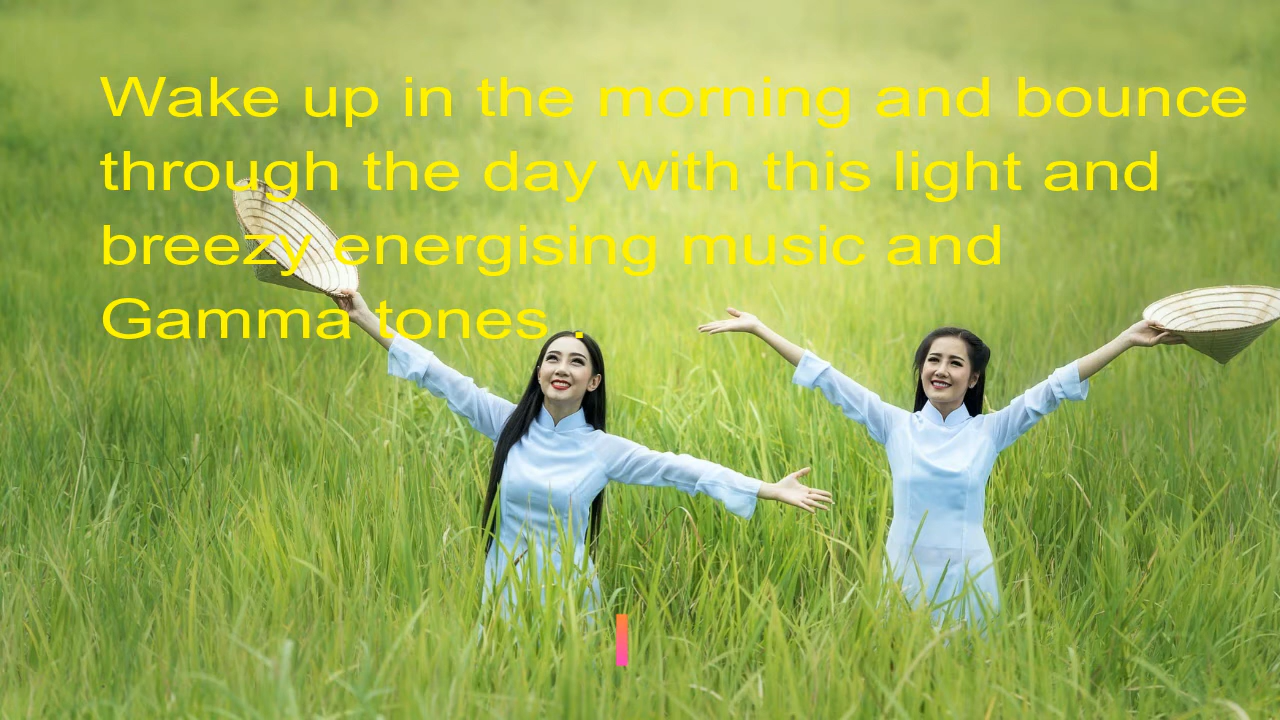 Wake up in the morning and bounce
through the day with this light and
breezy energising music and
Gamma tones .